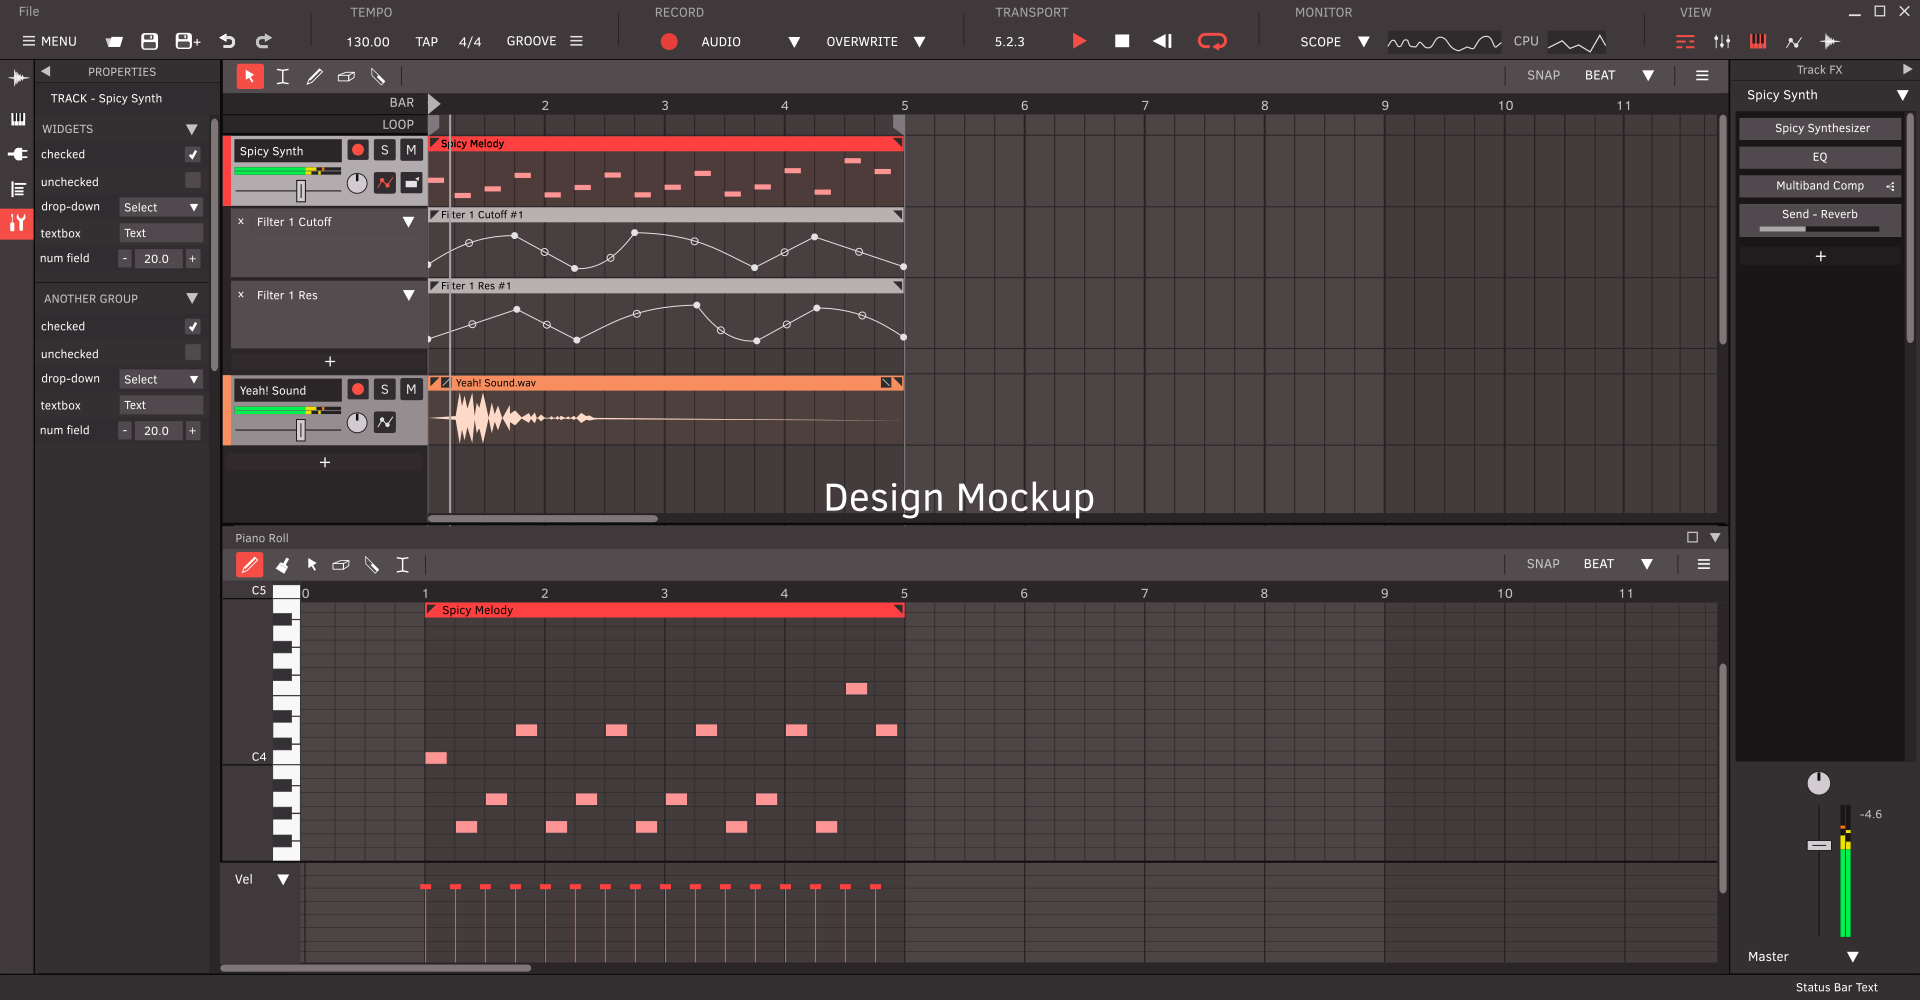 File
TEMPO
RECORD
TRANSPORT
MONITOR
VIEW
MENU
130.00
TAP
4/4
GROOVE
AUDIO
OVERWRITE
5.2.3
SCOPE
CPU
PROPERTIES
TRACK - Spicy Synth
WIDGETS
checked
unchecked
drop-down Select
textbox Text
num field - 20.0 +
ANOTHER GROUP
checked
unchecked
drop-down Select
textbox Text
num field - 20.0 +
SNAP BEAT
BAR 2 3 4 5 6 7 8 9 10 11
LOOP
Spicy Synth S M
Spicy Melody
x Filter 1 Cutoff
Filter 1 Cutoff #1
x Filter 1 Res
Filter 1 Res #1
+
Yeah! Sound S M
Yeah! Sound.wav
+
Design Mockup
Piano Roll
SNAP BEAT
C5 0 1 2 3 4 5 6 7 8 9 10 11
Spicy Melody
C4
Vel
Track FX
Spicy Synth
Spicy Synthesizer
EQ
Multiband Comp
Send - Reverb
+
-4.6
Master
Status Bar Text